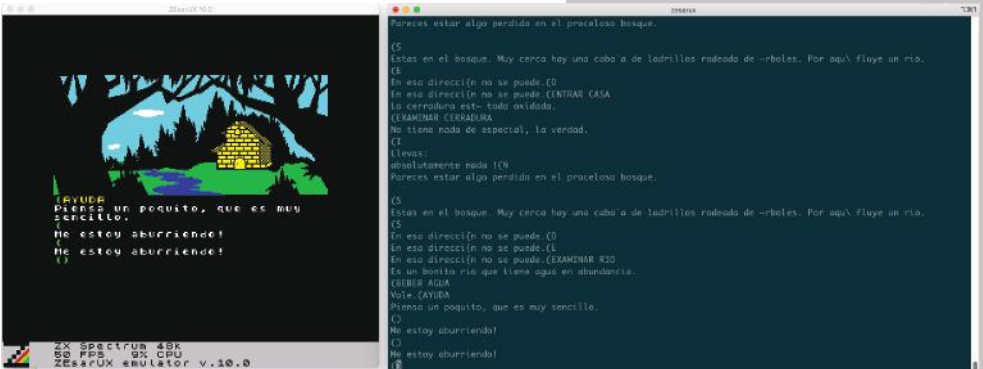 ZEsarUX 10.0
(AYUDA
Piensa un poquito, que es muy
sencillo.
(
Me estoy aburriendo!
(
Me estoy aburriendo!
()
ZX Spectrum 48k
50 FPS 9% CPU
ZEsarUX emulator v.10.0
zesarux
Pareces estar algo perdido en el proceloso bosque.
(S
Estas en el bosque. Muy cerca hay una caba`a de ladrillos rodeada de ~rboles. Por aqu\ fluye un rio.
(E
En esa direcci{n no se puede.(O
En esa direcci{n no se puede.(ENTRAR CASA
La cerradura est~ toda oxidada.
(EXAMINAR CERRADURA
No tiene nada de especial, la verdad.
(I
Llevas:
absolutamente nada !(N
Pareces estar algo perdido en el proceloso bosque.
(S
Estas en el bosque. Muy cerca hay una caba`a de ladrillos rodeada de ~rboles. Por aqu\ fluye un rio.
(S
En esa direcci{n no se puede.(O
En esa direcci{n no se puede.(E
En esa direcci{n no se puede.(EXAMINAR RIO
Es un bonito rio que tiene agua en abundancia.
(BEBER AGUA
Vale.(AYUDA
Piensa un poquito, que es muy sencillo.
()
Me estoy aburriendo!
()
Me estoy aburriendo!
(